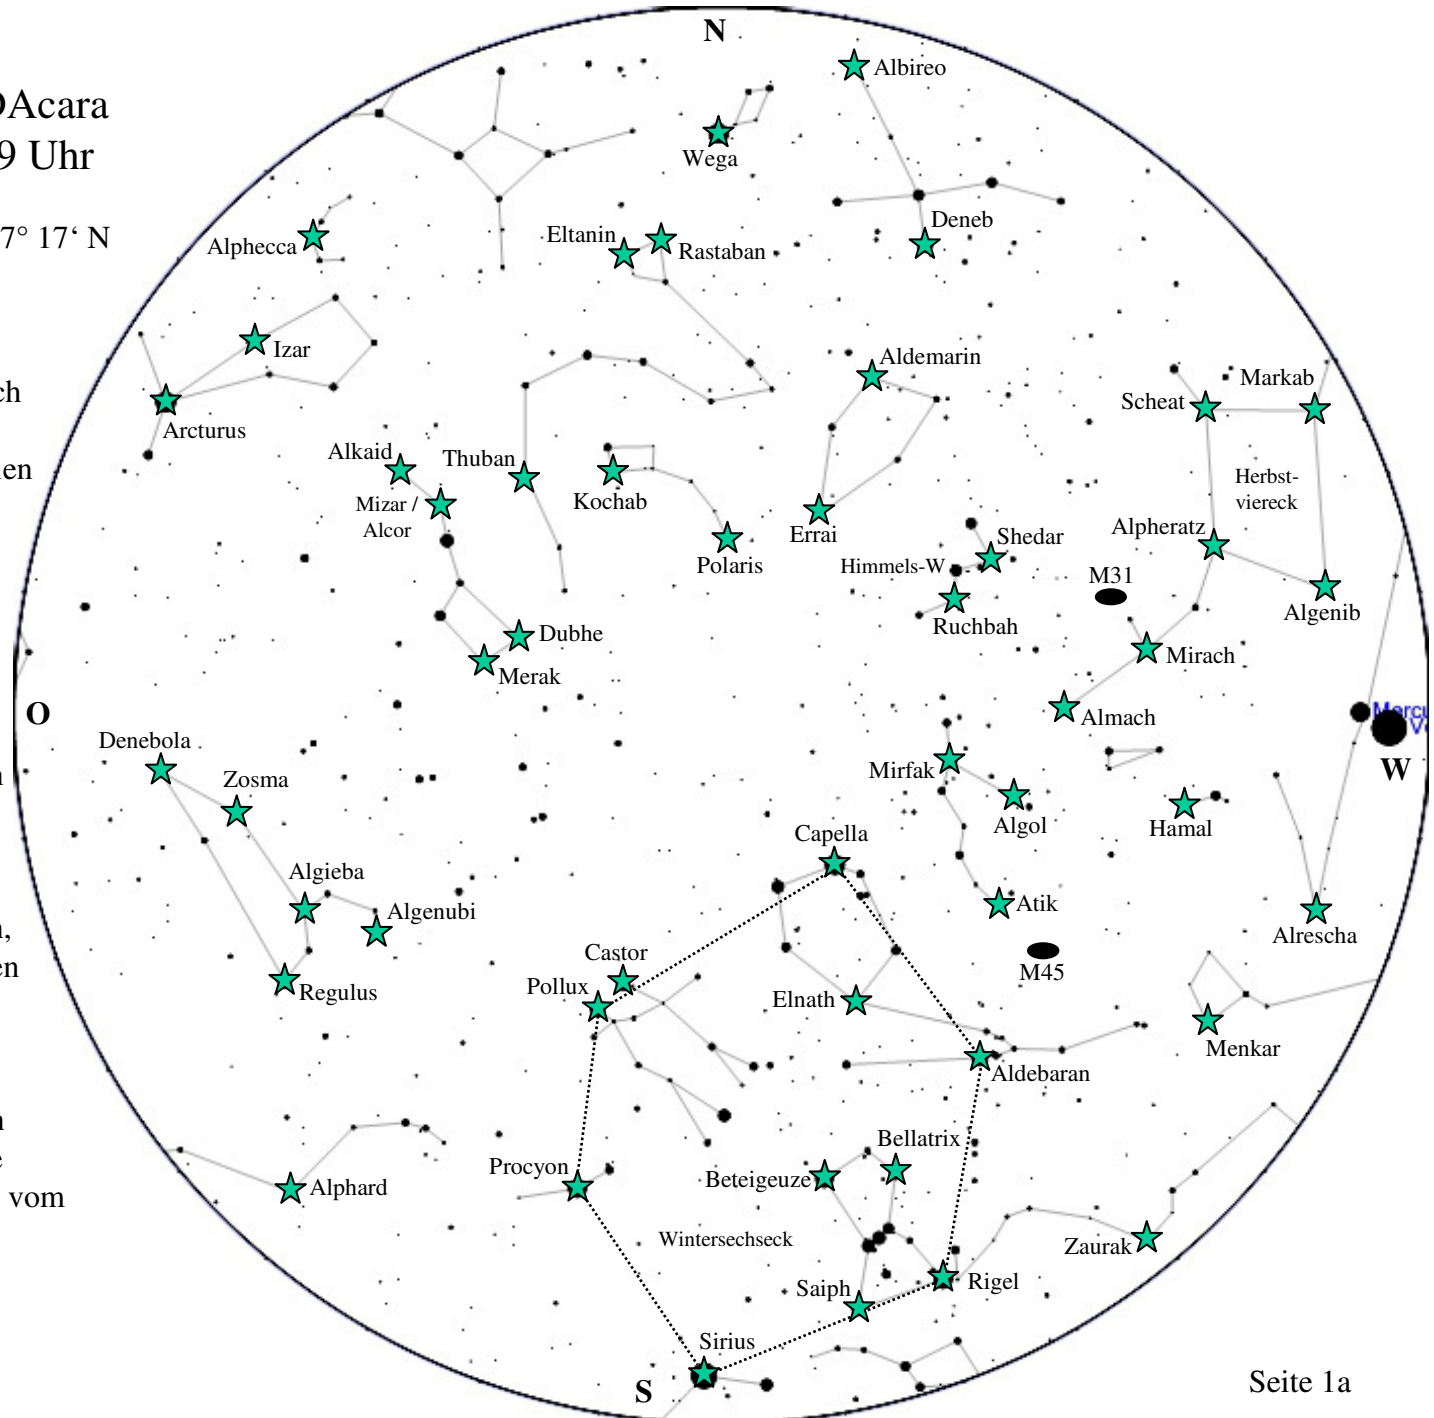 N
Albireo
Acara
9 Uhr
Wega
7° 17‘ N
Alphecca
Eltanin
Rastaban
Deneb
Izar
Aldemarin
Markab
Scheat
ch
Arcturus
Alkaid
Thuban
Herbst-
viereck
Mizar /
Alcor
Kochab
Errai
Shedar
Alpheratz
Polaris
Himmels-W
M31
Ruchbah
Algenib
Dubhe
Mirach
Merak
O
Almach
Mercu
W
Denebola
Zosma
Mirfak
Algol
Hamal
Capella
Algieba
Algenubi
Atik
Alrescha
en
Castor
M45
Pollux
Elnath
Regulus
Menkar
Aldebaran
Bellatrix
Procyon
Beteigeuze
Alphard
vom
Wintersechseck
Zaurak
Saiph
Rigel
Sirius
S
Seite 1a